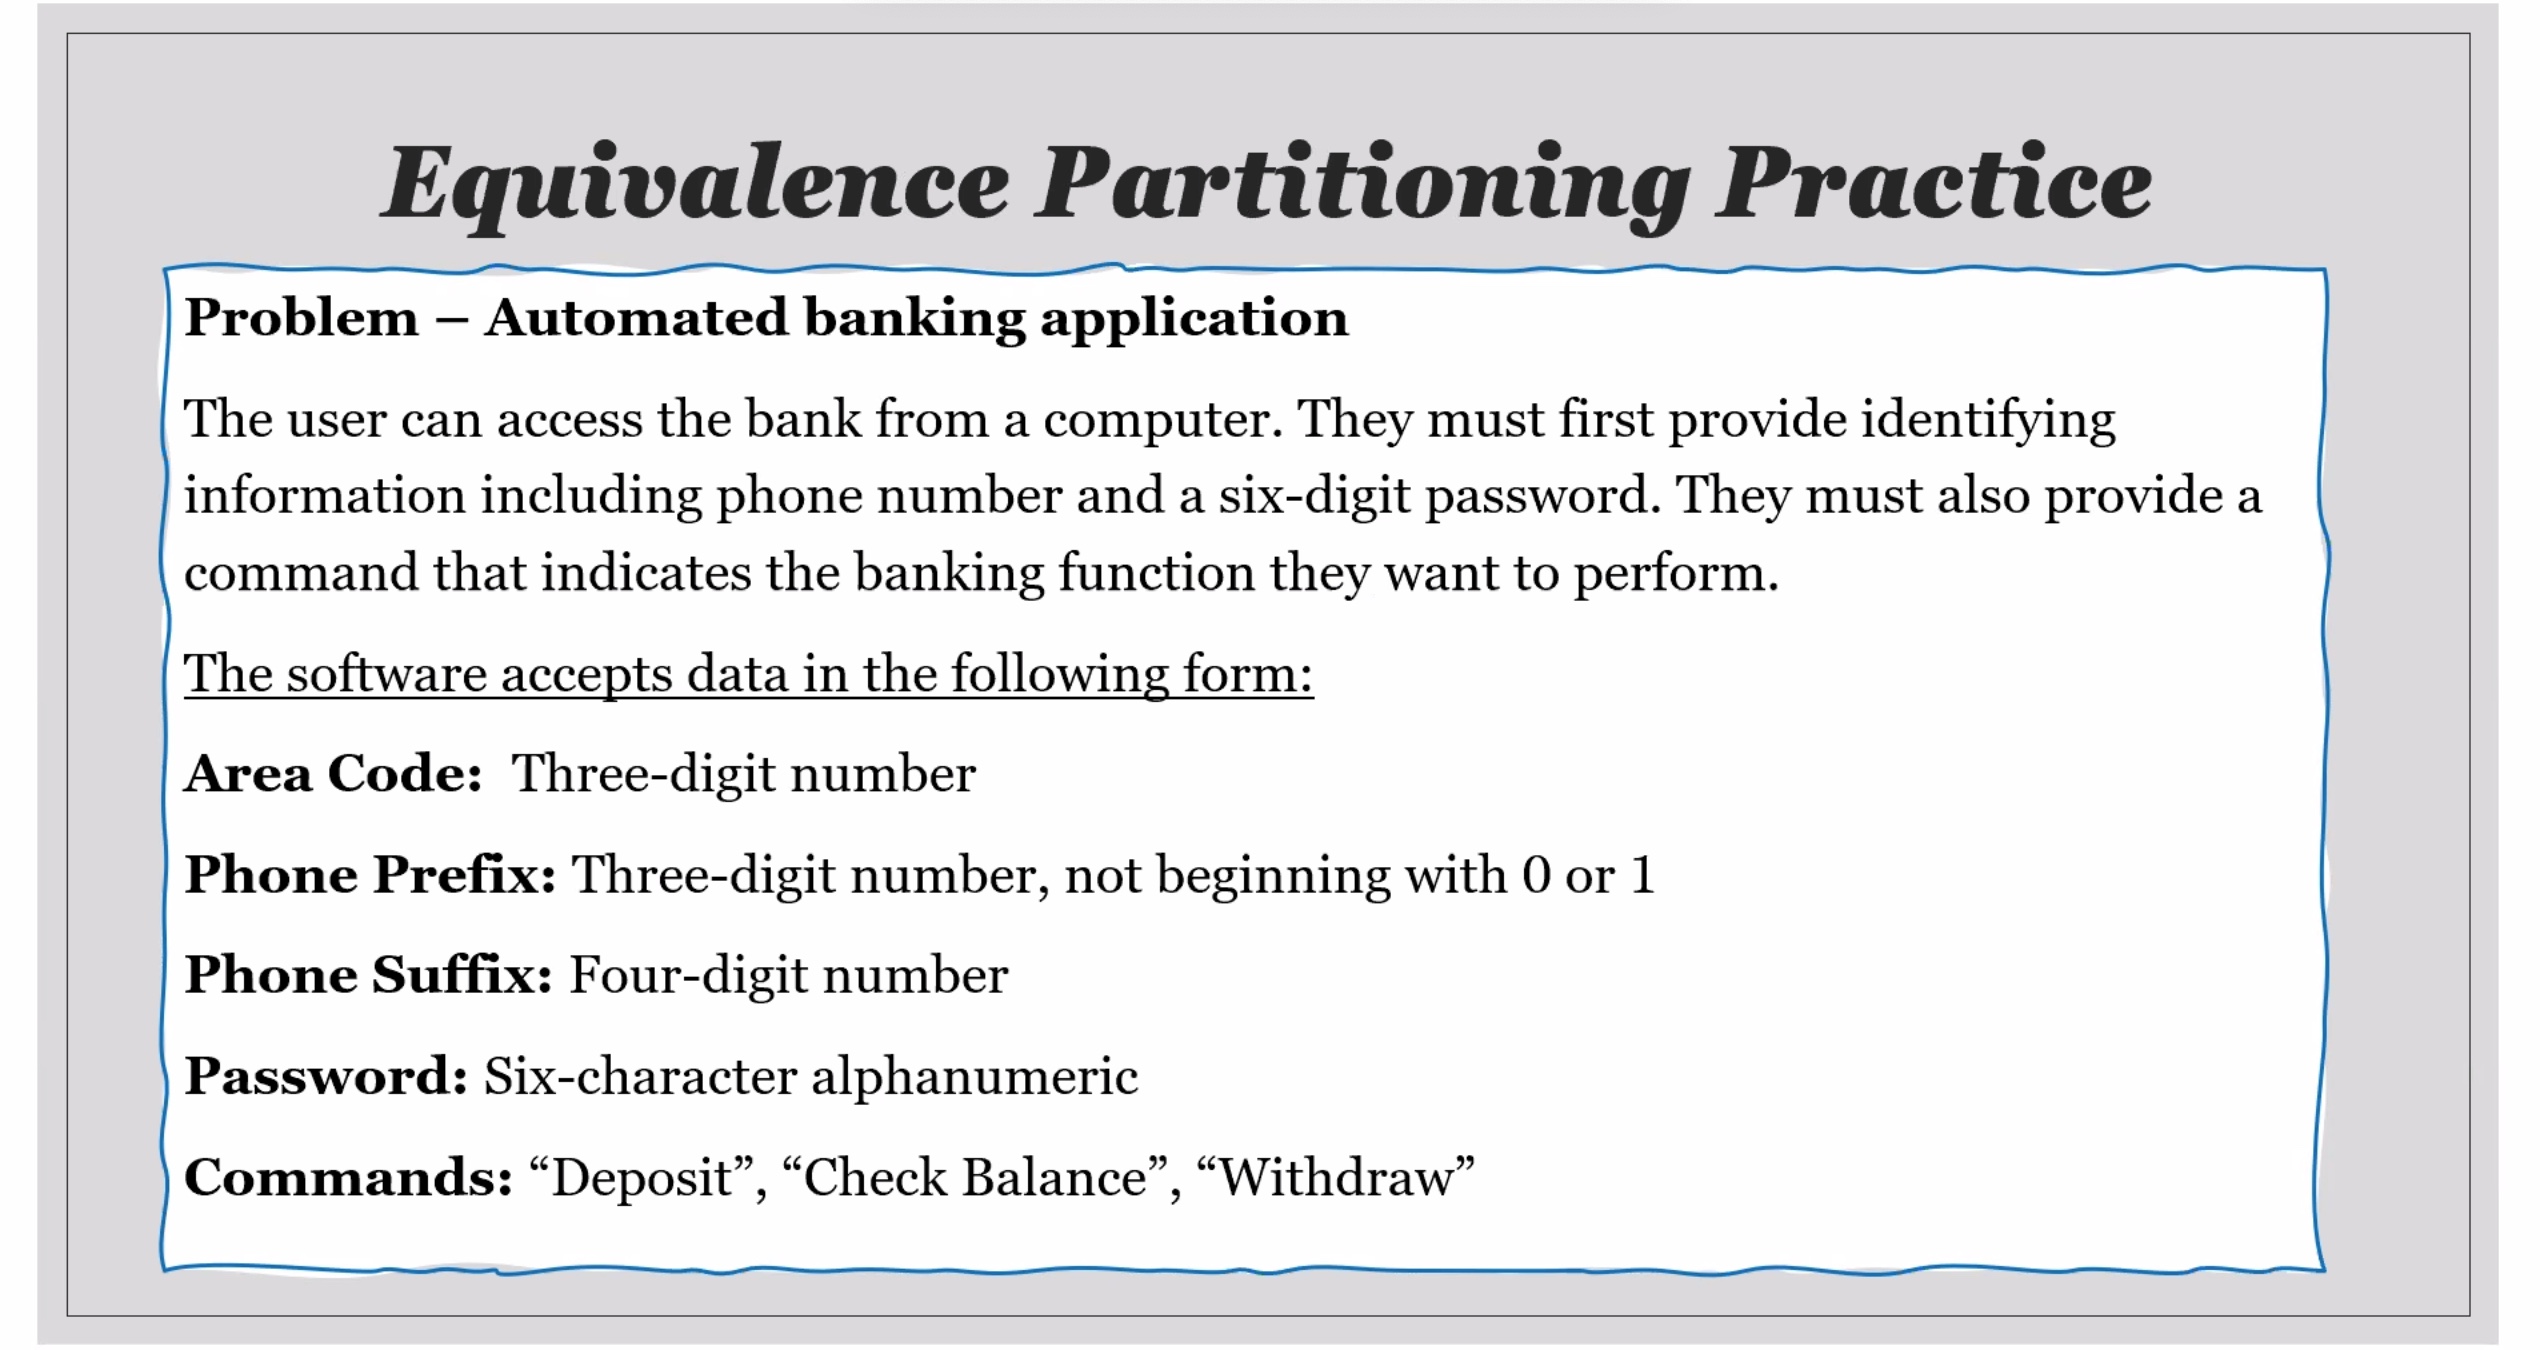 Equivalence Partitioning Practice
Problem – Automated banking application
The user can access the bank from a computer. They must first provide identifying
information including phone number and a six-digit password. They must also provide a
command that indicates the banking function they want to perform.
The software accepts data in the following form:
Area Code: Three-digit number
Phone Prefix: Three-digit number, not beginning with 0 or 1
Phone Suffix: Four-digit number
Password: Six-character alphanumeric
Commands: “Deposit”, “Check Balance”, “Withdraw”